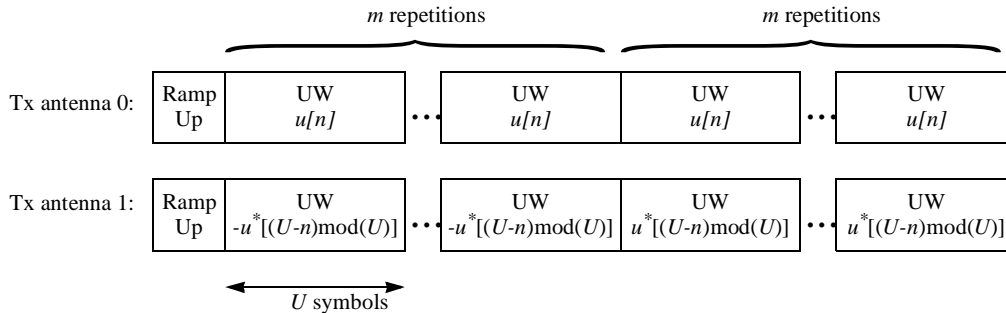 m repetitions m repetitions
Tx antenna 0: Ramp Up UW u[n] ••• UW u[n] UW u[n] ••• UW u[n]
Tx antenna 1: Ramp Up UW -u*[(U-n)mod(U)] ••• UW -u*[(U-n)mod(U)] UW u*[(U-n)mod(U)] ••• UW u*[(U-n)mod(U)]
U symbols